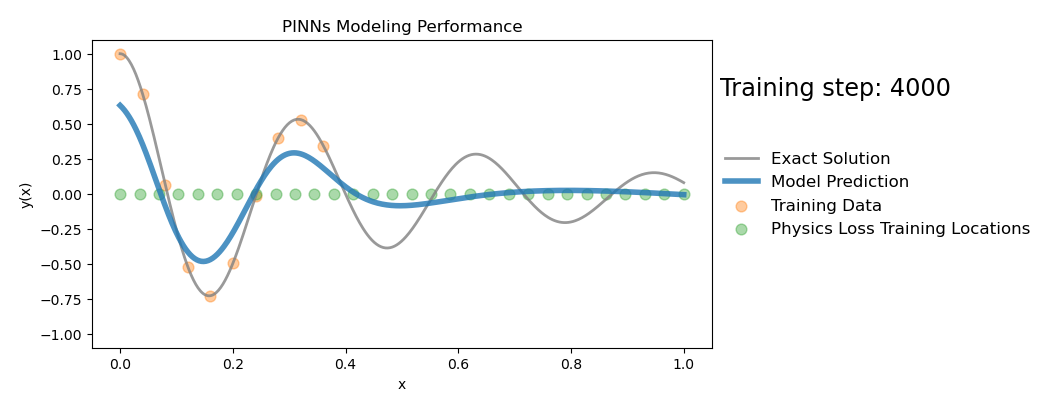 PINNs Modeling Performance
1.00
0.75
0.50
0.25
0.00
−0.25
−0.50
−0.75
−1.00
y(x)
0.0 0.2 0.4 0.6 0.8 1.0
x
Training step: 4000
Exact Solution
Model Prediction
Training Data
Physics Loss Training Locations